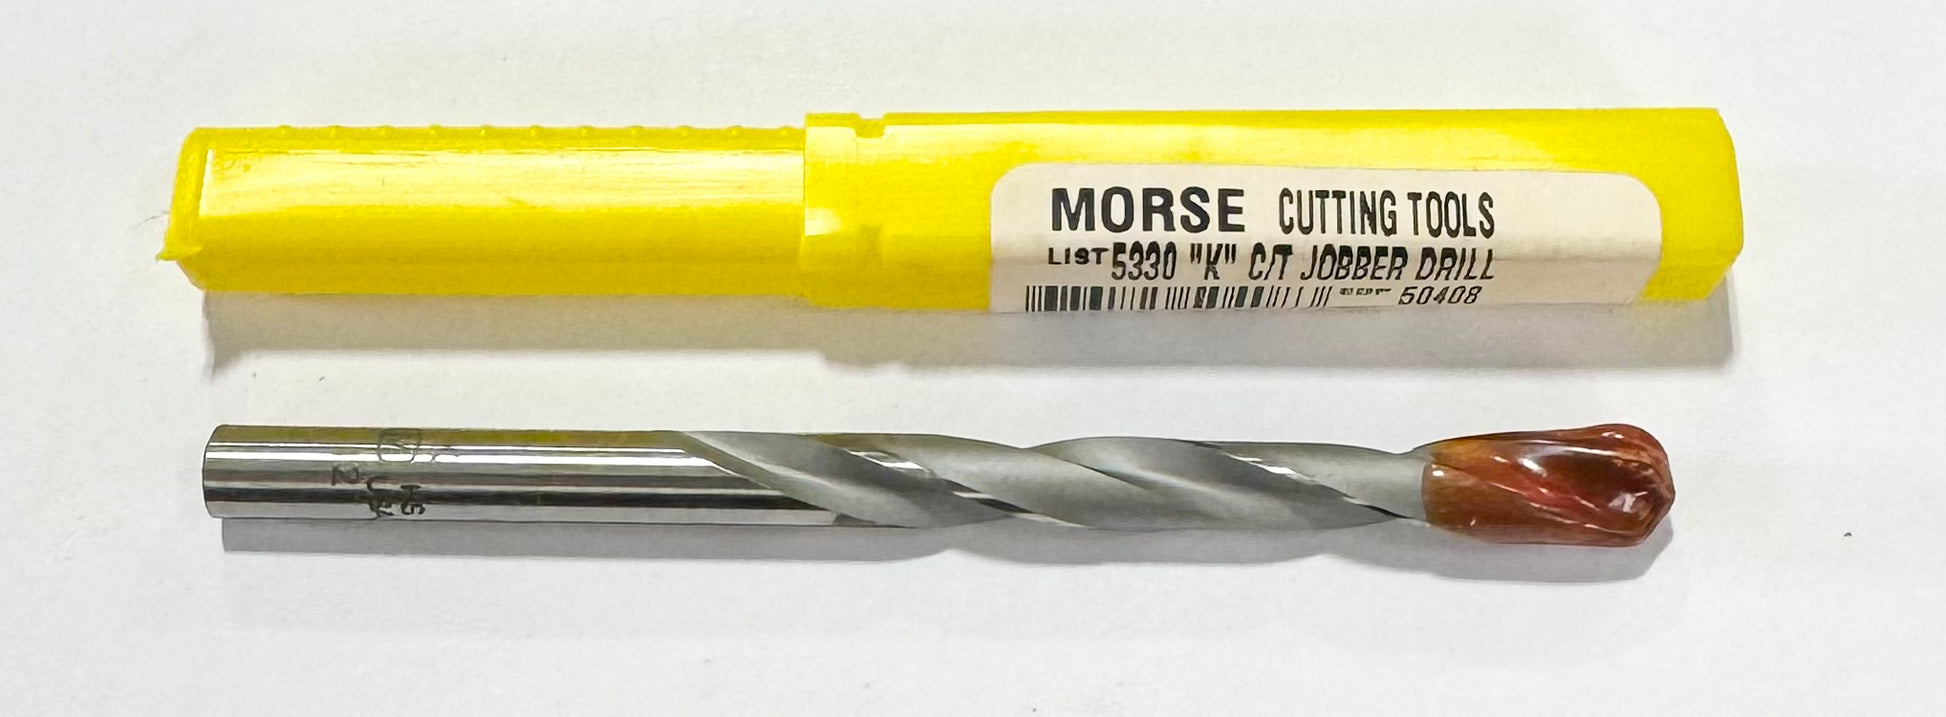 MORSE CUTTING TOOLS
LIST 5330 "K" C/T JOBBER DRILL
50408